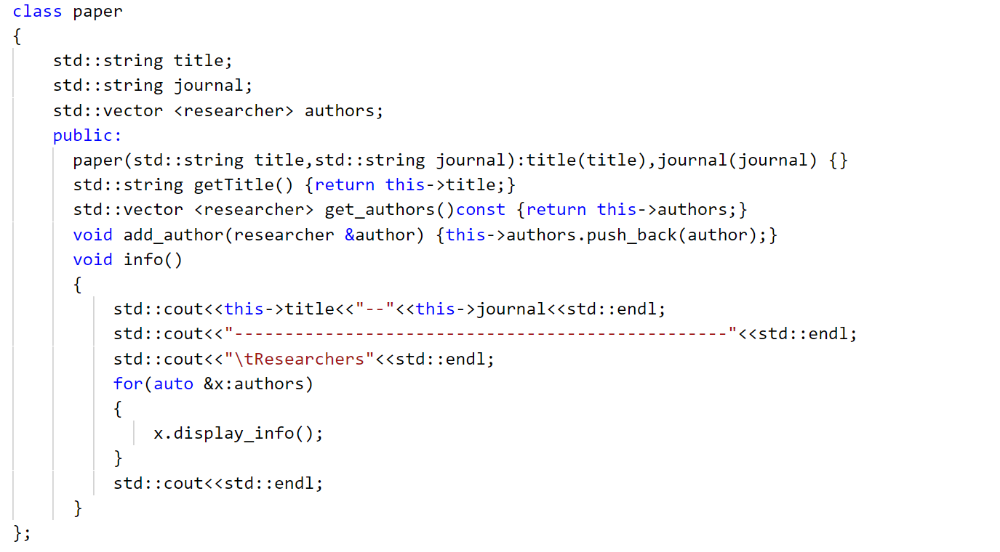 class paper
{
    std::string title;
    std::string journal;
    std::vector <researcher> authors;
    public:
      paper(std::string title,std::string journal):title(title),journal(journal) {}
      std::string getTitle() {return this->title;}
      std::vector <researcher> get_authors()const {return this->authors;}
      void add_author(researcher &author) {this->authors.push_back(author);}
      void info()
      {
          std::cout<<this->title<<"--"<<this->journal<<std::endl;
          std::cout<<"-------------------------------------------------"<<std::endl;
          std::cout<<"\tResearchers"<<std::endl;
          for(auto &x:authors)
          {
              x.display_info();
          }
          std::cout<<std::endl;
      }
};